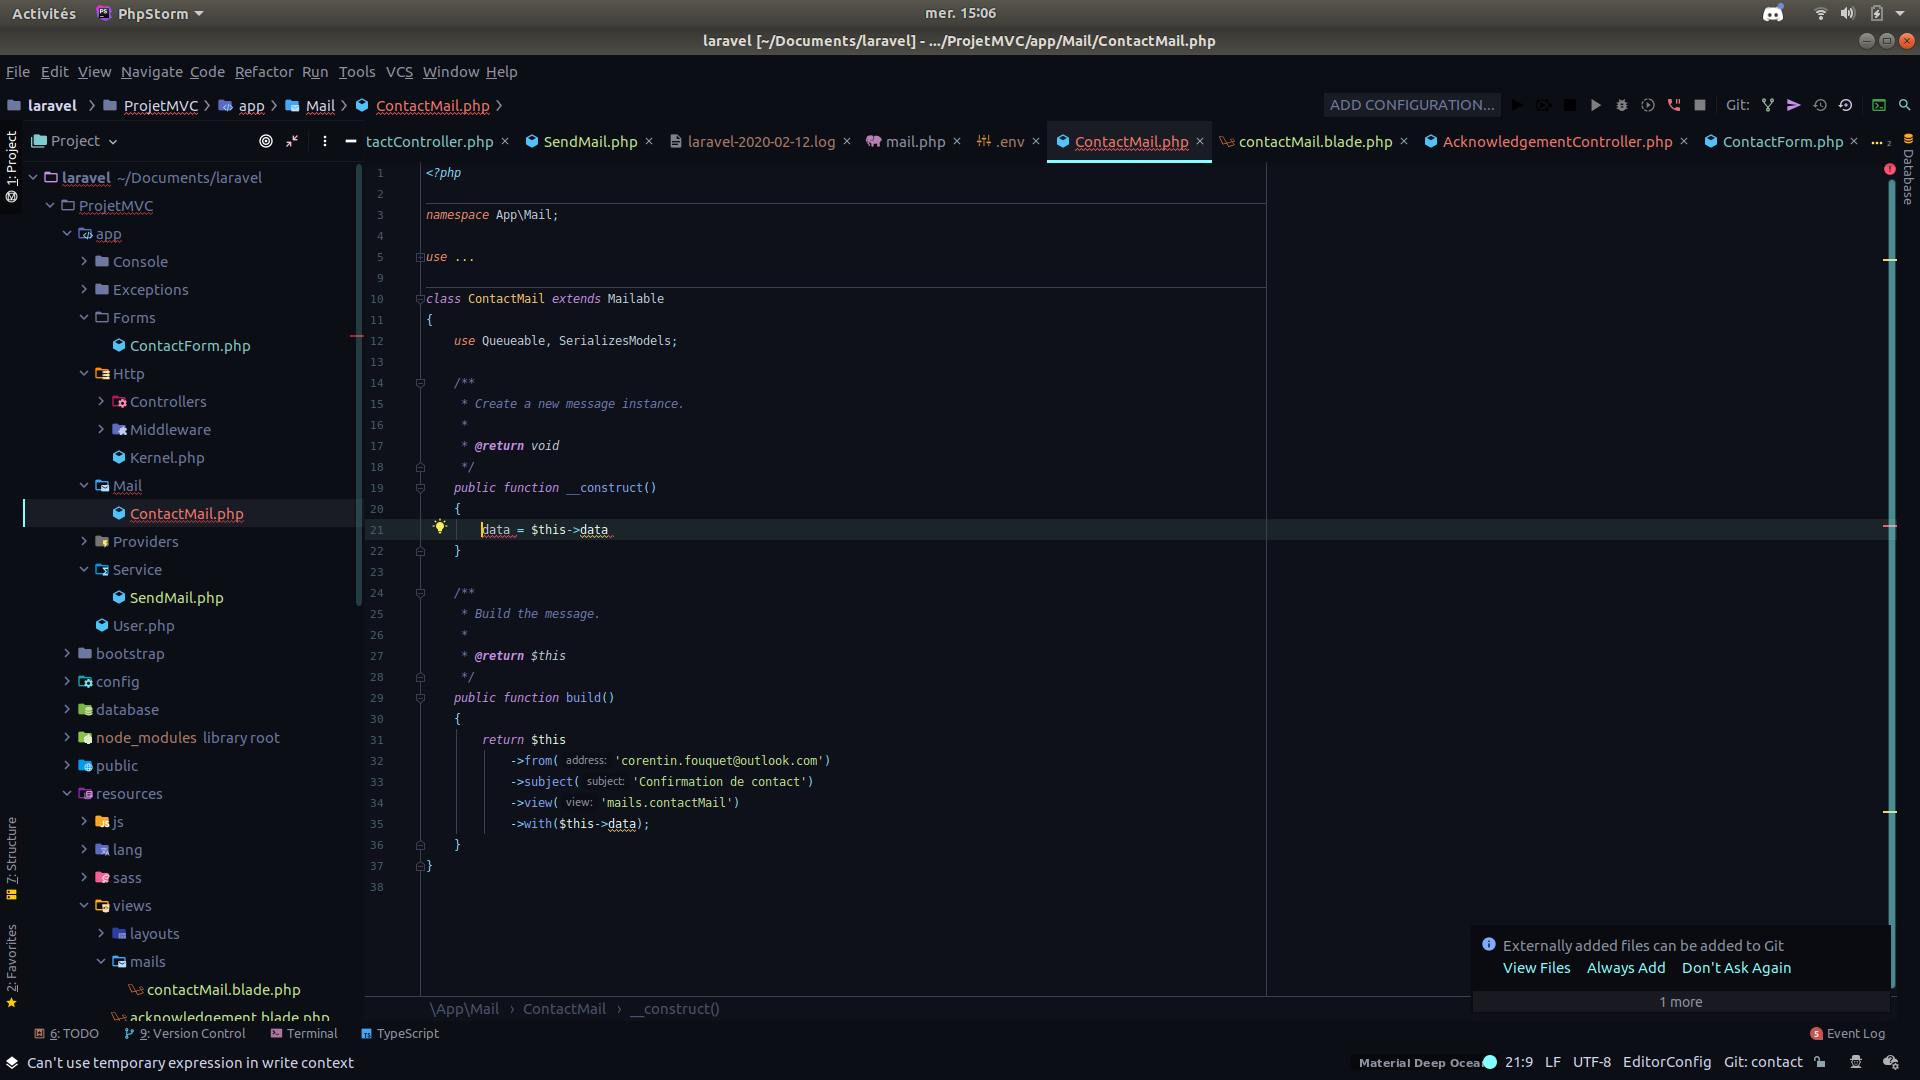 Activités PhpStorm
mer. 15:06
laravel [~/Documents/laravel] - .../ProjetMVC/app/Mail/ContactMail.php
File Edit View Navigate Code Refactor Run Tools VCS Window Help
laravel ProjetMVC app Mail ContactMail.php
ADD CONFIGURATION... Git:
Project
tactController.php SendMail.php laravel-2020-02-12.log mail.php .env ContactMail.php contactMail.blade.php AcknowledgementController.php ContactForm.php ... 2
1: Project
7: Structure
2: Favorites
Database
laravel ~/Documents/laravel
ProjetMVC
app
Console
Exceptions
Forms
ContactForm.php
Http
Controllers
Middleware
Kernel.php
Mail
ContactMail.php
Providers
Service
SendMail.php
User.php
bootstrap
config
database
node_modules library root
public
resources
js
lang
sass
views
layouts
mails
contactMail.blade.php
acknowledgement.blade.php
1 <?php
2
3 namespace App\Mail;
4
5 use ...
9
10 class ContactMail extends Mailable
11 {
12 use Queueable, SerializesModels;
13
14 /**
15 * Create a new message instance.
16 *
17 * @return void
18 */
19 public function __construct()
20 {
21 data = $this->data
22 }
23
24 /**
25 * Build the message.
26 *
27 * @return $this
28 */
29 public function build()
30 {
31 return $this
32 ->from( address: 'corentin.fouquet@outlook.com')
33 ->subject( subject: 'Confirmation de contact')
34 ->view( view: 'mails.contactMail')
35 ->with($this->data);
36 }
37 }
38
Externally added files can be added to Git
View Files Always Add Don't Ask Again
1 more
\App\Mail › ContactMail › __construct()
6: TODO 9: Version Control Terminal TypeScript
5 Event Log
Can't use temporary expression in write context
Material Deep Ocea 21:9 LF UTF-8 EditorConfig Git: contact